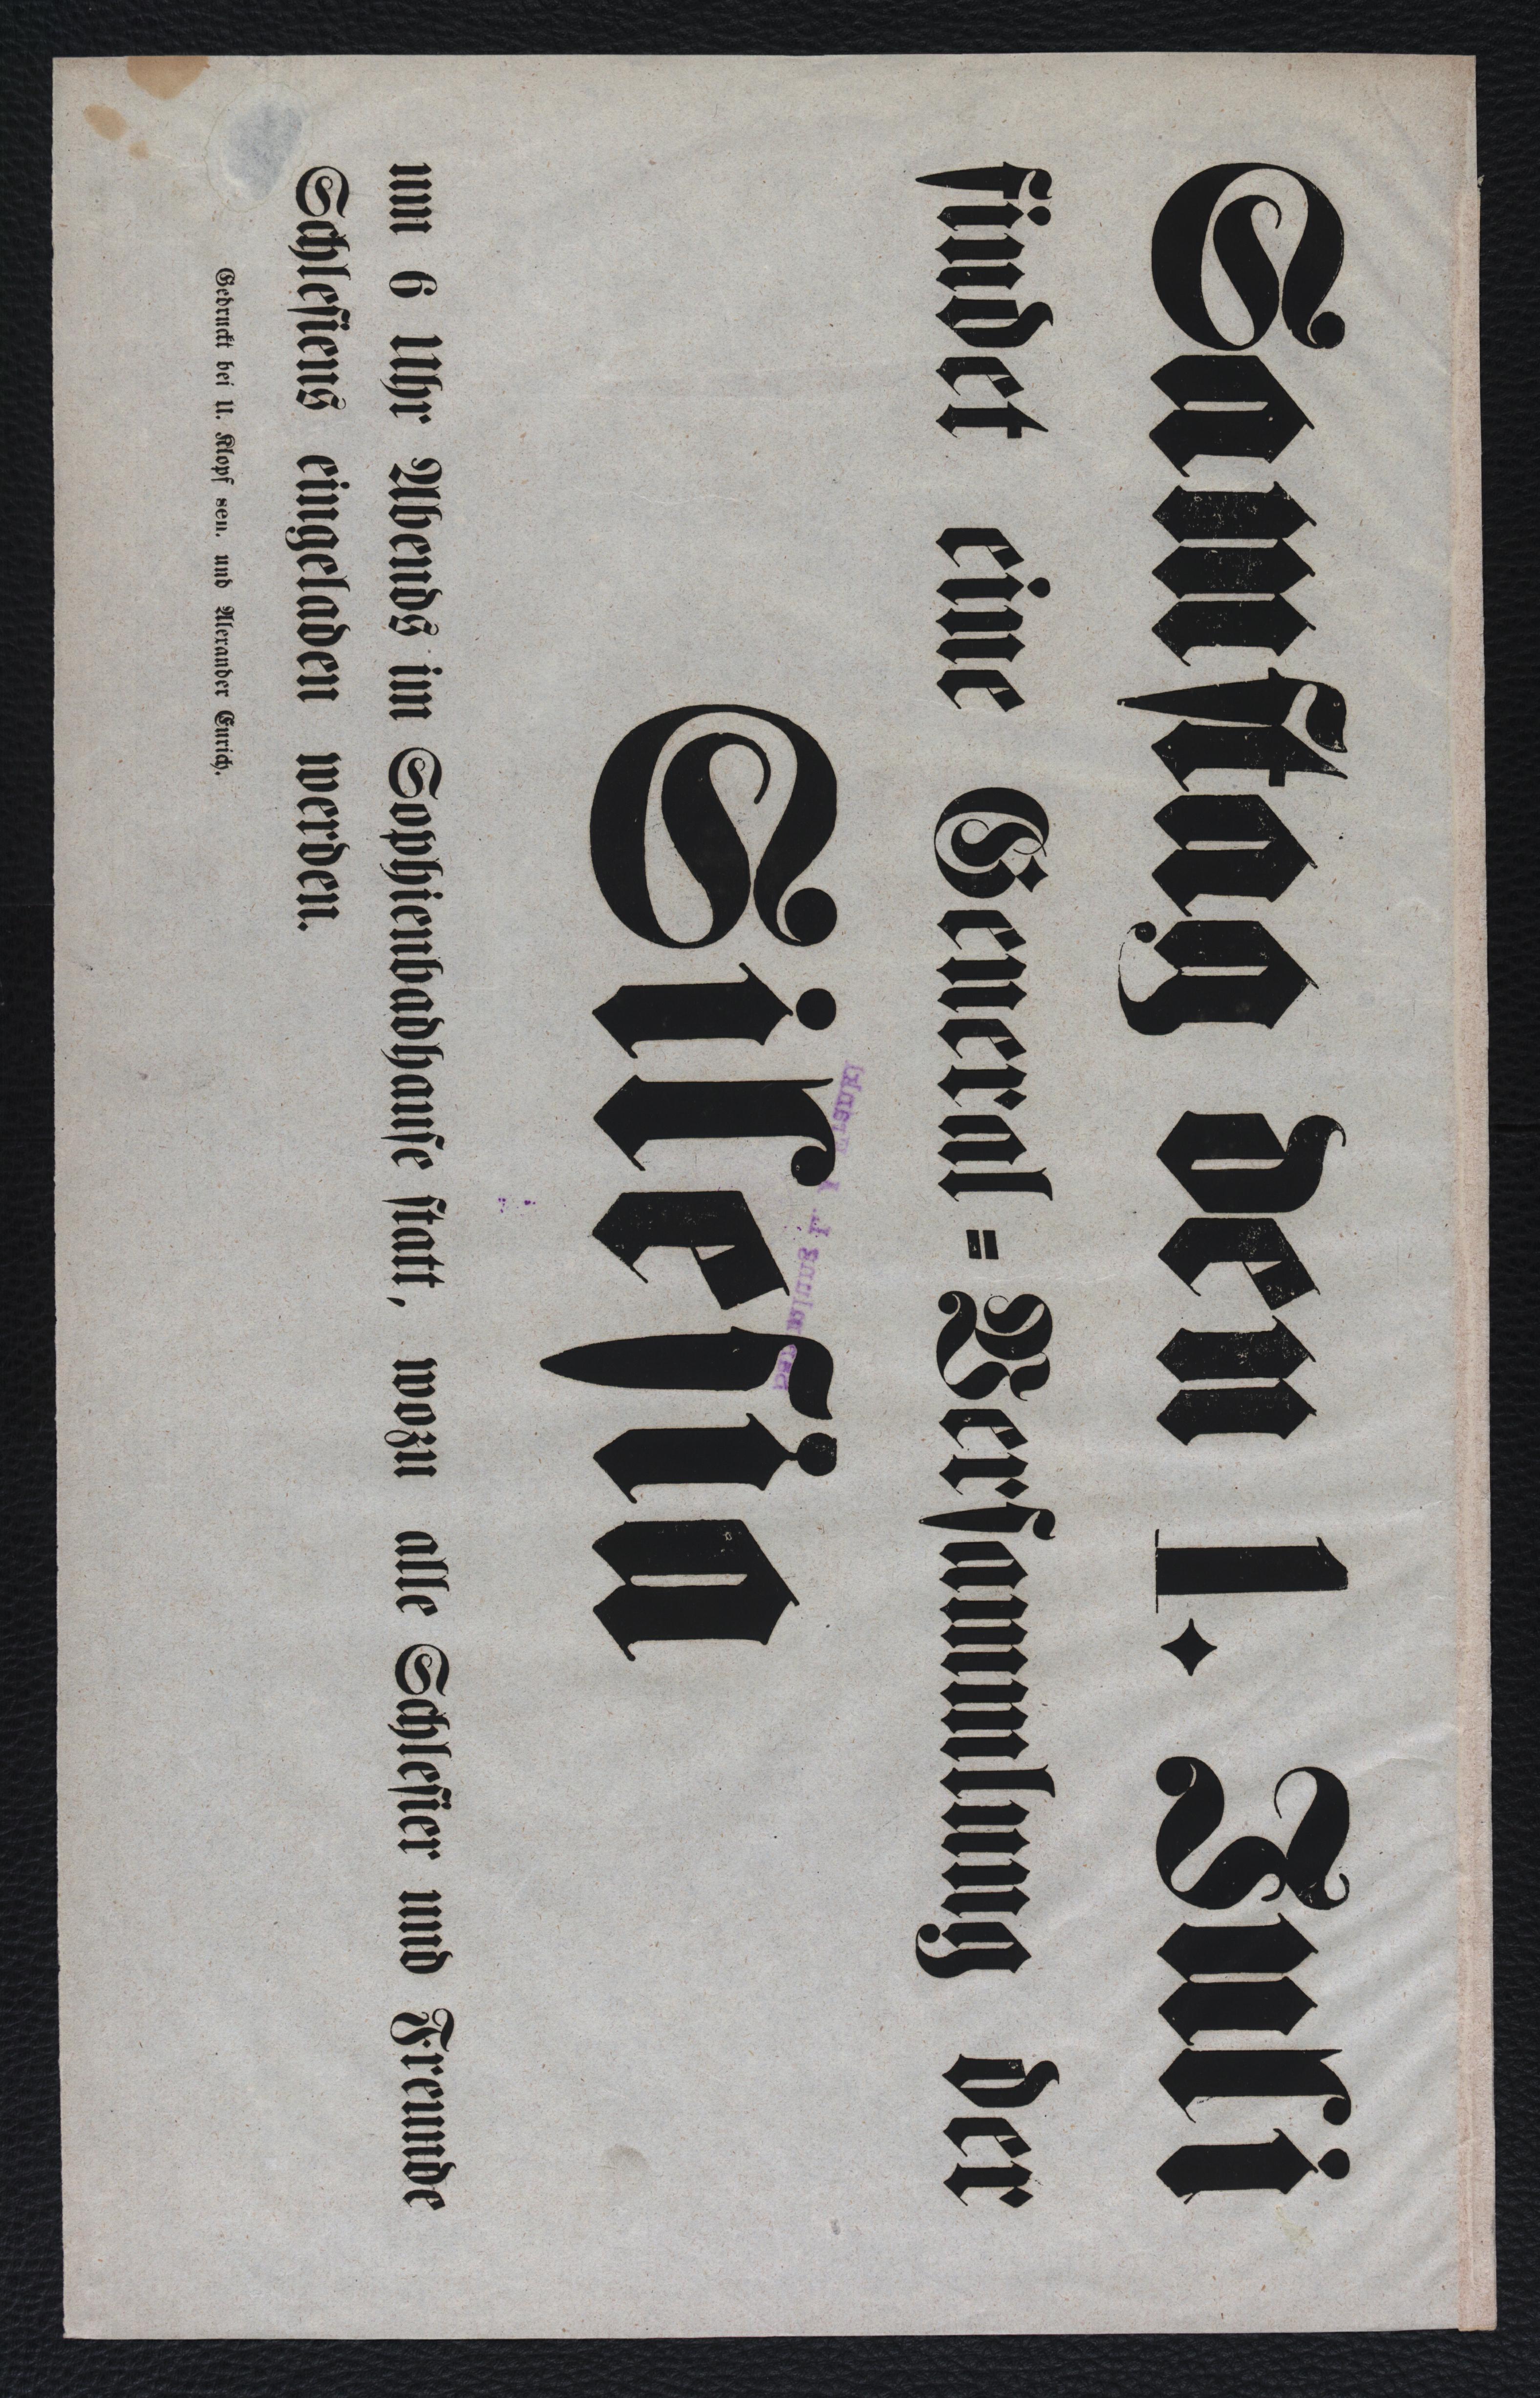 Samstag den 1. Juli
findet eine General=Versammlung der
Silesia
um 6 Uhr Abends im Sophienbadhause statt, wozu alle Schlesier und Freunde
Schlesiens eingeladen werden.
Gedruckt bei U. Klopf sen. und Alexander Eurich.